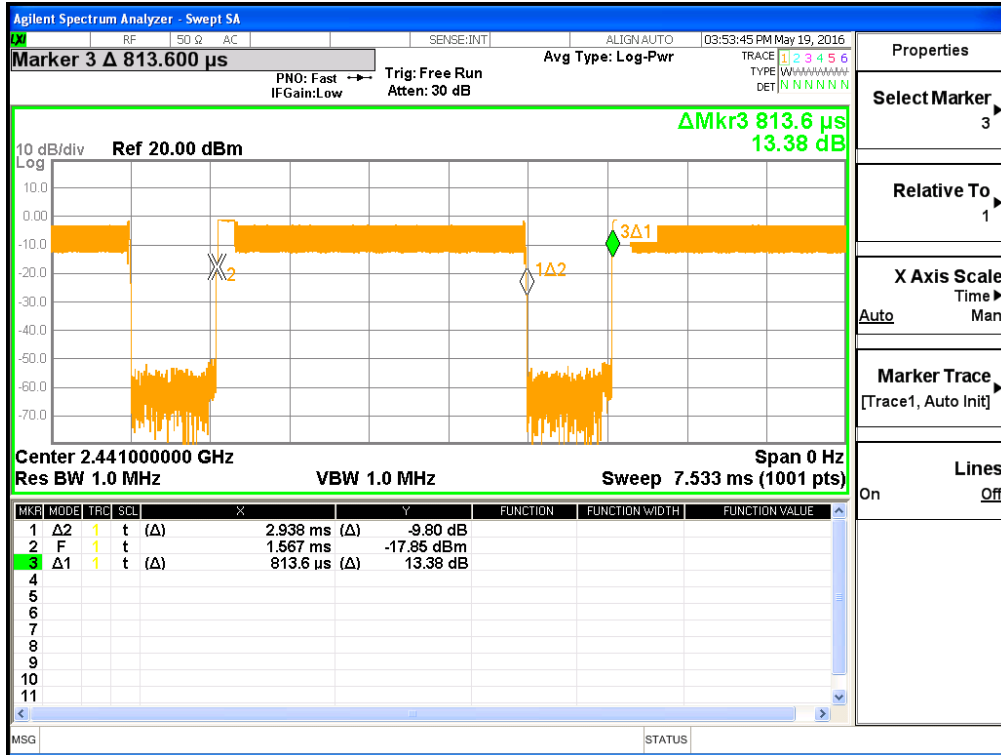 Agilent Spectrum Analyzer - Swept SA
LXI RF 50 Ω AC SENSE:INT ALIGN AUTO 03:53:45 PM May 19, 2016
Marker 3 Δ 813.600 µs
PNO: Fast
IFGain:Low
Trig: Free Run
Atten: 30 dB
Avg Type: Log-Pwr
TRACE 1 2 3 4 5 6
TYPE WWWWWW
DET N N N N N N
ΔMkr3 813.6 µs
13.38 dB
10 dB/div Ref 20.00 dBm
Log
10.0
0.00
-10.0
-20.0
-30.0
-40.0
-50.0
-60.0
-70.0
2
1Δ2
3Δ1
Center 2.441000000 GHz Span 0 Hz
Res BW 1.0 MHz VBW 1.0 MHz Sweep 7.533 ms (1001 pts)
MKR MODE TRC SCL X Y FUNCTION FUNCTION WIDTH FUNCTION VALUE
1 Δ2 1 t (Δ) 2.938 ms (Δ) -9.80 dB
2 F 1 t 1.567 ms -17.85 dBm
3 Δ1 1 t (Δ) 813.6 µs (Δ) 13.38 dB
4
5
6
7
8
9
10
11
MSG STATUS
Properties
Select Marker
3
Relative To
1
X Axis Scale
Time
Auto Man
Marker Trace
[Trace1, Auto Init]
Lines
On Off